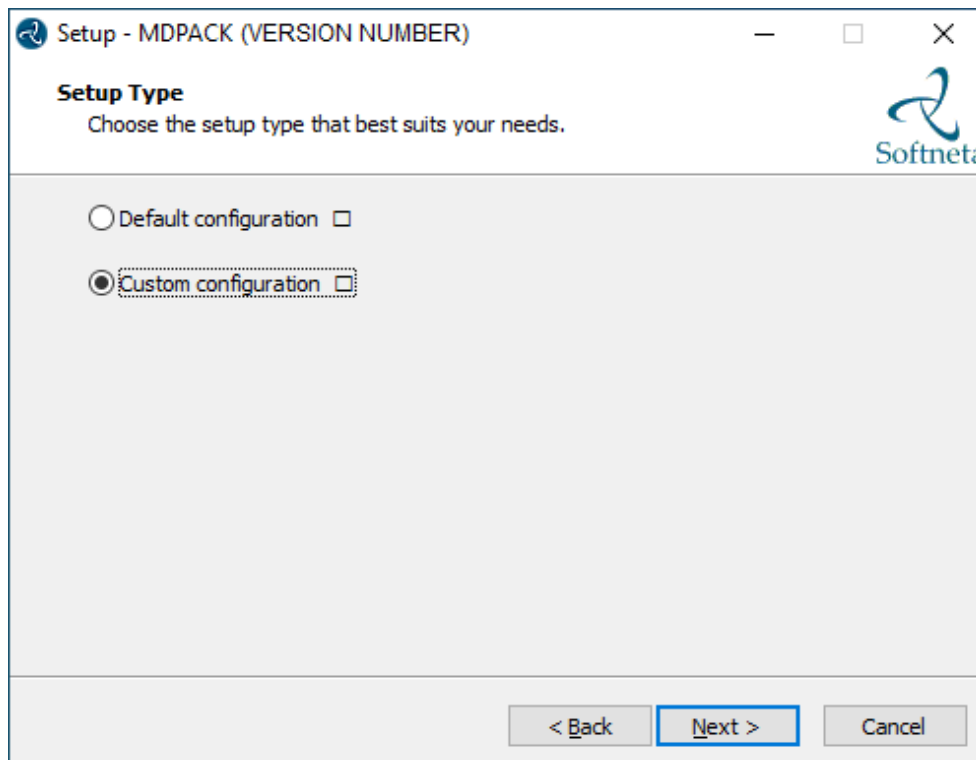 Setup - MDPACK (VERSION NUMBER)
Setup Type
Choose the setup type that best suits your needs.
Softneta
Default configuration □
Custom configuration □
< Back Next > Cancel